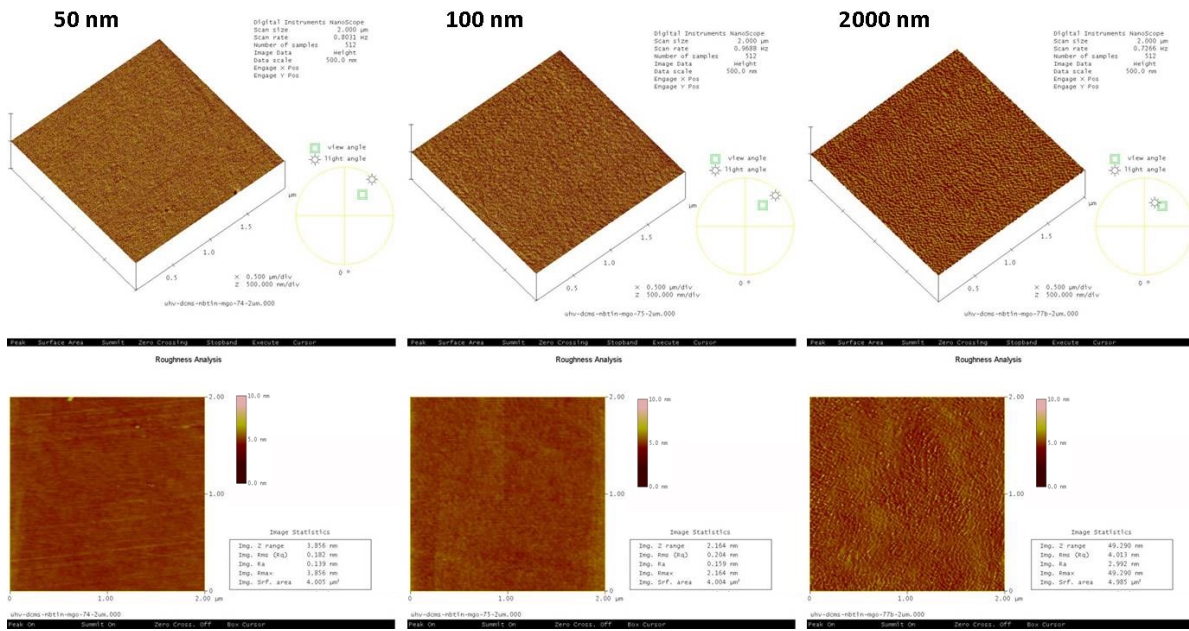 50 nm
Digital Instruments NanoScope
Scan size 2.000 µm
Scan rate 0.8031 Hz
Number of samples 512
Image Data Height
Data scale 500.0 nm
Engage X Pos
Engage Y Pos
view angle
light angle
µm
1.5
1.0
0.5
X 0.500 µm/div
Z 500.000 nm/div
0 °
uhv-dcms-nbtin-mgo-74-2um.000
100 nm
Digital Instruments NanoScope
Scan size 2.000 µm
Scan rate 0.9688 Hz
Number of samples 512
Image Data Height
Data scale 500.0 nm
Engage X Pos
Engage Y Pos
view angle
light angle
µm
1.5
1.0
0.5
X 0.500 µm/div
Z 500.000 nm/div
0 °
uhv-dcms-nbtin-mgo-75-2um.000
2000 nm
Digital Instruments NanoScope
Scan size 2.000 µm
Scan rate 0.7266 Hz
Number of samples 512
Image Data Height
Data scale 500.0 nm
Engage X Pos
Engage Y Pos
view angle
light angle
µm
1.5
1.0
0.5
X 0.500 µm/div
Z 500.000 nm/div
0 °
uhv-dcms-nbtin-mgo-77b-2um.000
Peak Surface Area Summit Zero Crossing Stopband Execute Cursor
Roughness Analysis
2.00
10.0 nm
5.0 nm
0.0 nm
1.00
Image Statistics
Img. Z range 3.856 nm
Img. Rms (Rq) 0.182 nm
Img. Ra 0.139 nm
Img. Rmax 3.856 nm
Img. Srf. area 4.005 µm²
0
0 1.00 2.00 µm
uhv-dcms-nbtin-mgo-74-2um.000
Peak On Summit On Zero Cross. Off Box Cursor
Peak Surface Area Summit Zero Crossing Stopband Execute Cursor
Roughness Analysis
2.00
10.0 nm
5.0 nm
0.0 nm
1.00
Image Statistics
Img. Z range 2.164 nm
Img. Rms (Rq) 0.204 nm
Img. Ra 0.159 nm
Img. Rmax 2.164 nm
Img. Srf. area 4.004 µm²
0
0 1.00 2.00 µm
uhv-dcms-nbtin-mgo-75-2um.000
Peak On Summit On Zero Cross. Off Box Cursor
Peak Surface Area Summit Zero Crossing Stopband Execute Cursor
Roughness Analysis
2.00
10.0 nm
5.0 nm
0.0 nm
1.00
Image Statistics
Img. Z range 49.290 nm
Img. Rms (Rq) 4.013 nm
Img. Ra 2.992 nm
Img. Rmax 49.290 nm
Img. Srf. area 4.985 µm²
0
0 1.00 2.00 µm
uhv-dcms-nbtin-mgo-77b-2um.000
Peak On Summit On Zero Cross. Off Box Cursor